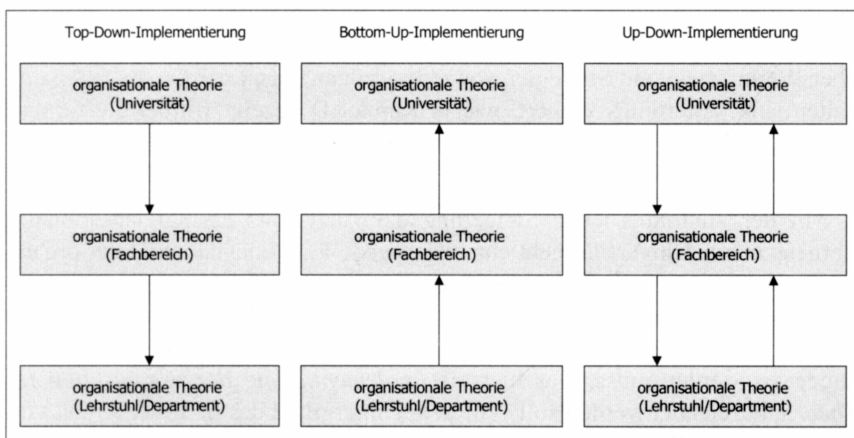 Top-Down-Implementierung
Bottom-Up-Implementierung
Up-Down-Implementierung
organisationale Theorie
(Universität)
organisationale Theorie
(Universität)
organisationale Theorie
(Universität)
organisationale Theorie
(Fachbereich)
organisationale Theorie
(Fachbereich)
organisationale Theorie
(Fachbereich)
organisationale Theorie
(Lehrstuhl/Department)
organisationale Theorie
(Lehrstuhl/Department)
organisationale Theorie
(Lehrstuhl/Department)